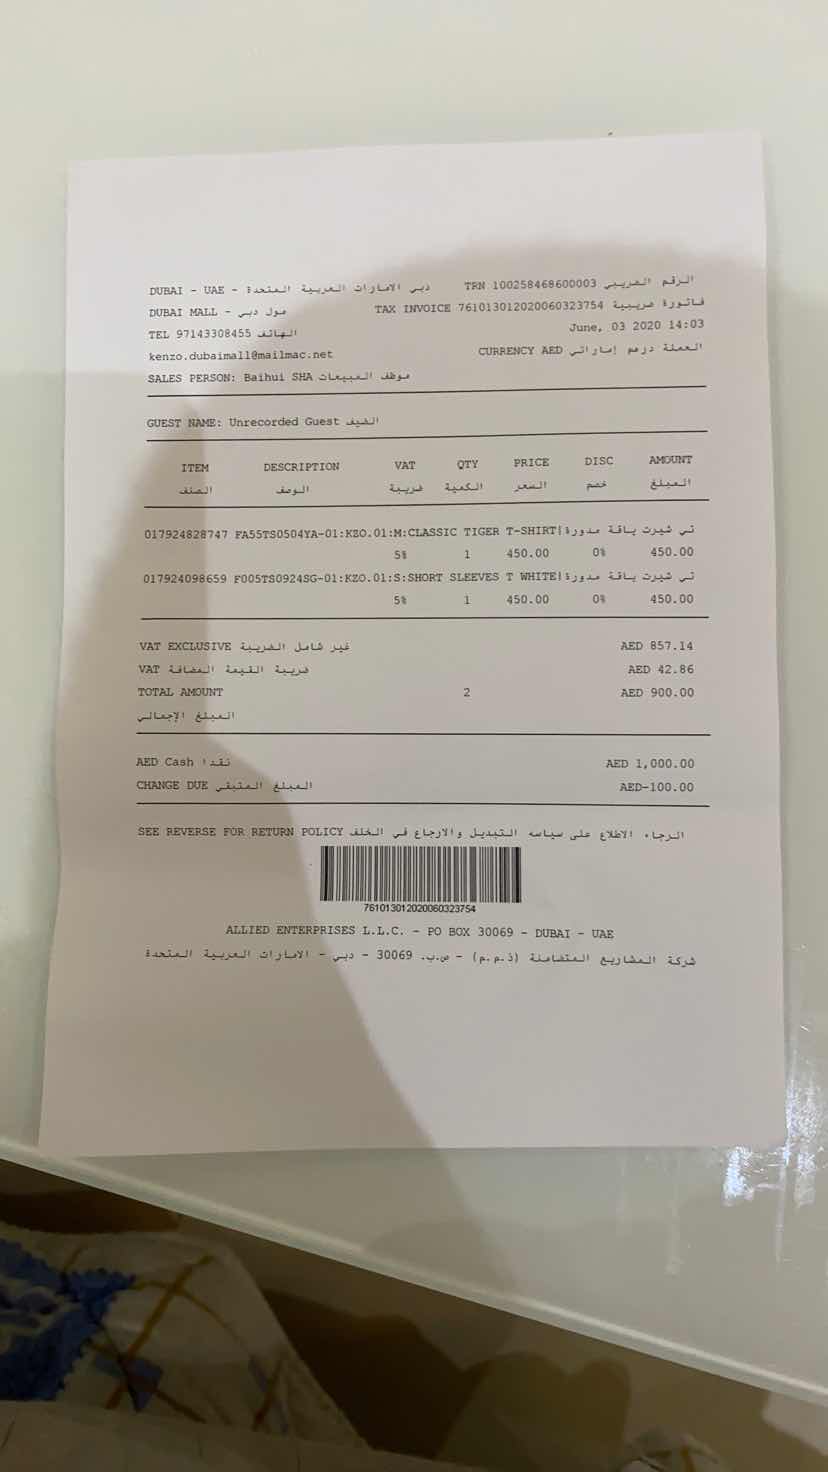 DUBAI - UAE - دبي الامارات العربية المتحدة TRN 100258468600003 الرقم الضريبي
DUBAI MALL - مول دبي TAX INVOICE 761013012020060323754 فاتورة ضريبية
TEL 97143308455 الهاتف June, 03 2020 14:03
kenzo.dubaimall@mailmac.net CURRENCY AED العملة درهم إماراتي
SALES PERSON: Baihui SHA موظف المبيعات
GUEST NAME: Unrecorded Guest الضيف
ITEM DESCRIPTION VAT QTY PRICE DISC AMOUNT
الصنف الوصف ضريبة الكمية السعر خصم المبلغ
017924828747 FA55TS0504YA-01:KZO.01:M:CLASSIC TIGER T-SHIRT|تي شيرت ياقة مدورة
5% 1 450.00 0% 450.00
017924098659 F005TS0924SG-01:KZO.01:S:SHORT SLEEVES T WHITE|تي شيرت ياقة مدورة
5% 1 450.00 0% 450.00
VAT EXCLUSIVE غير شامل الضريبة AED 857.14
VAT ضريبة القيمة المضافة AED 42.86
TOTAL AMOUNT 2 AED 900.00
المبلغ الإجمالي
AED Cash نقدا AED 1,000.00
CHANGE DUE المبلغ المتبقي AED-100.00
SEE REVERSE FOR RETURN POLICY الرجاء الاطلاع على سياسه التبديل والارجاع في الخلف
761013012020060323754
ALLIED ENTERPRISES L.L.C. - PO BOX 30069 - DUBAI - UAE
شركة المشاريع المتضامنة (ذ.م.م) - ص.ب. 30069 - دبي - الامارات العربية المتحدة